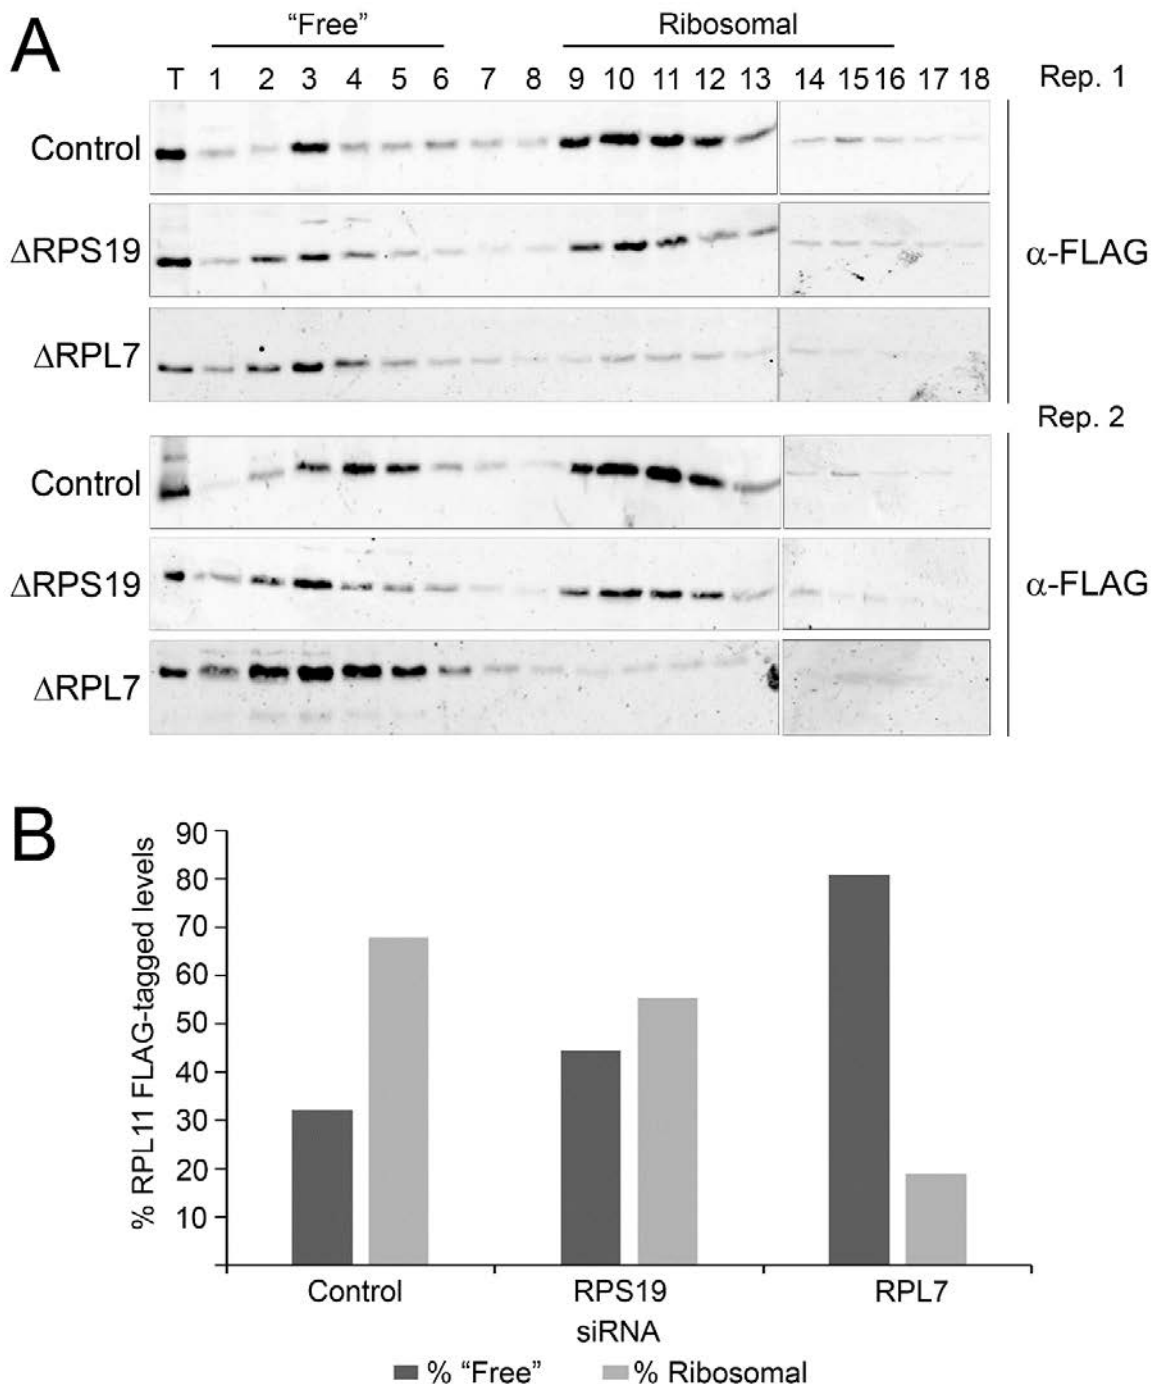 A
“Free” Ribosomal
T 1 2 3 4 5 6 7 8 9 10 11 12 13 14 15 16 17 18 Rep. 1
Control
ΔRPS19 α-FLAG
ΔRPL7
Rep. 2
Control
ΔRPS19 α-FLAG
ΔRPL7
B
% RPL11 FLAG-tagged levels
90
80
70
60
50
40
30
20
10
Control RPS19 RPL7
siRNA
% “Free” % Ribosomal